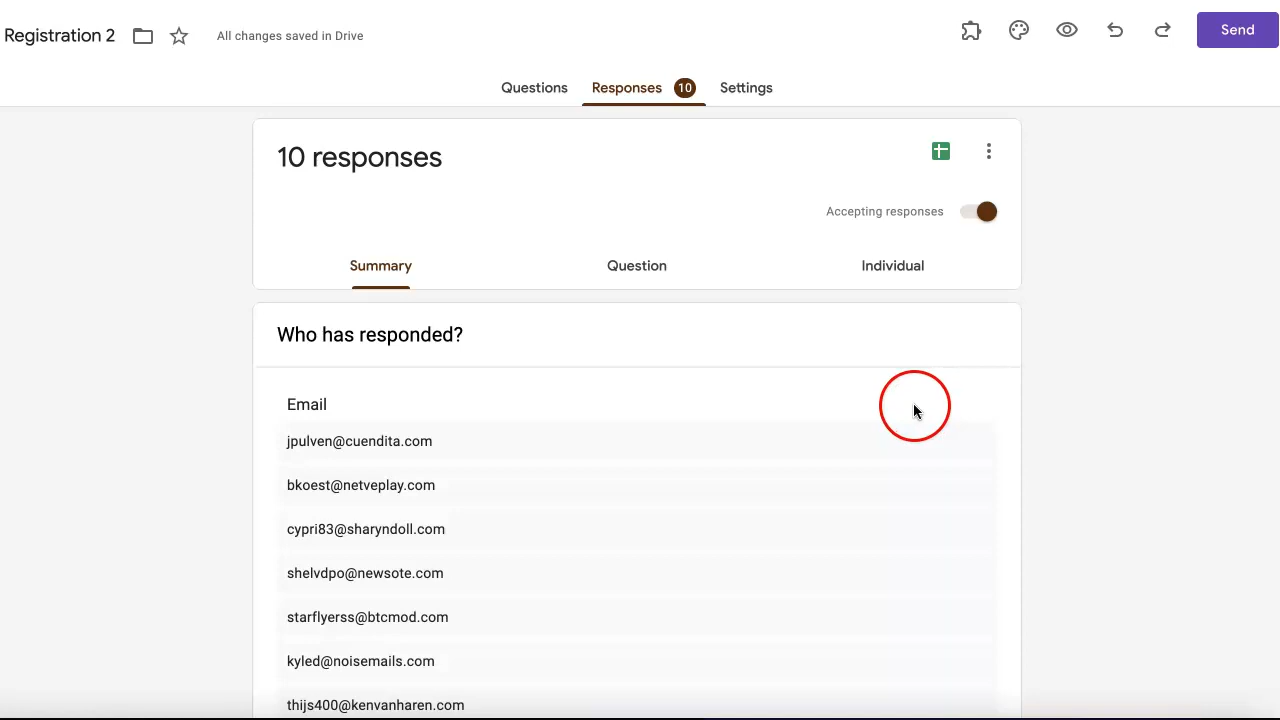 Registration 2
All changes saved in Drive
Send
Questions
Responses 10
Settings
10 responses
Accepting responses
Summary
Question
Individual
Who has responded?
Email
jpulven@cuendita.com
bkoest@netveplay.com
cypri83@sharyndoll.com
shelvdpo@newsote.com
starflyerss@btcmod.com
kyled@noisemails.com
thijs400@kenvanharen.com